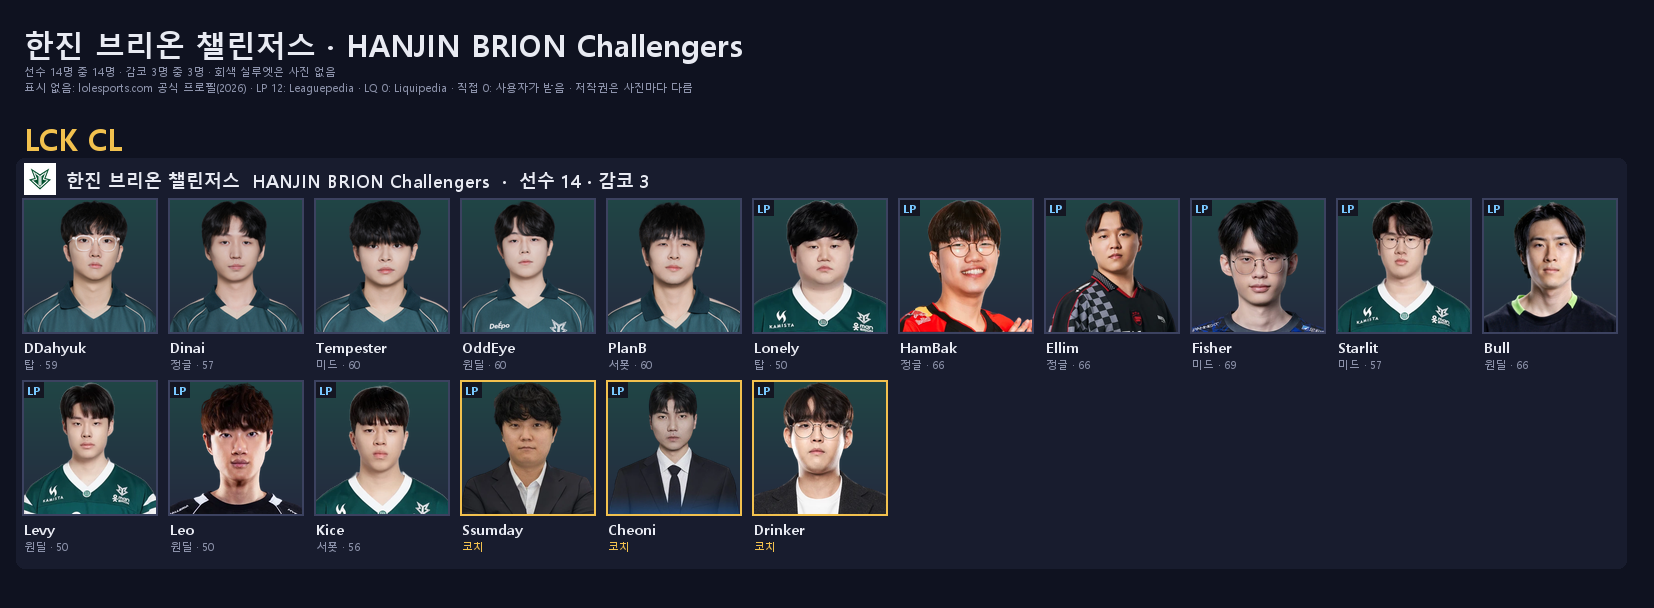 한진 브리온 챌린저스 · HANJIN BRION Challengers
선수 14명 중 14명 · 감코 3명 중 3명 · 회색 실루엣은 사진 없음
표시 없음: lolesports.com 공식 프로필(2026) · LP 12: Leaguepedia · LQ 0: Liquipedia · 직접 0: 사용자가 받음 · 저작권은 사진마다 다름
LCK CL
한진 브리온 챌린저스 HANJIN BRION Challengers · 선수 14 · 감코 3
LP LP LP LP LP LP
DDahyuk Dinai Tempester OddEye PlanB Lonely HamBak Ellim Fisher Starlit Bull
탑 · 59 정글 · 57 미드 · 60 원딜 · 60 서폿 · 60 탑 · 50 정글 · 66 정글 · 66 미드 · 69 미드 · 57 원딜 · 66
LP LP LP LP LP LP
Levy Leo Kice Ssumday Cheoni Drinker
원딜 · 50 원딜 · 50 서폿 · 56 코치 코치 코치